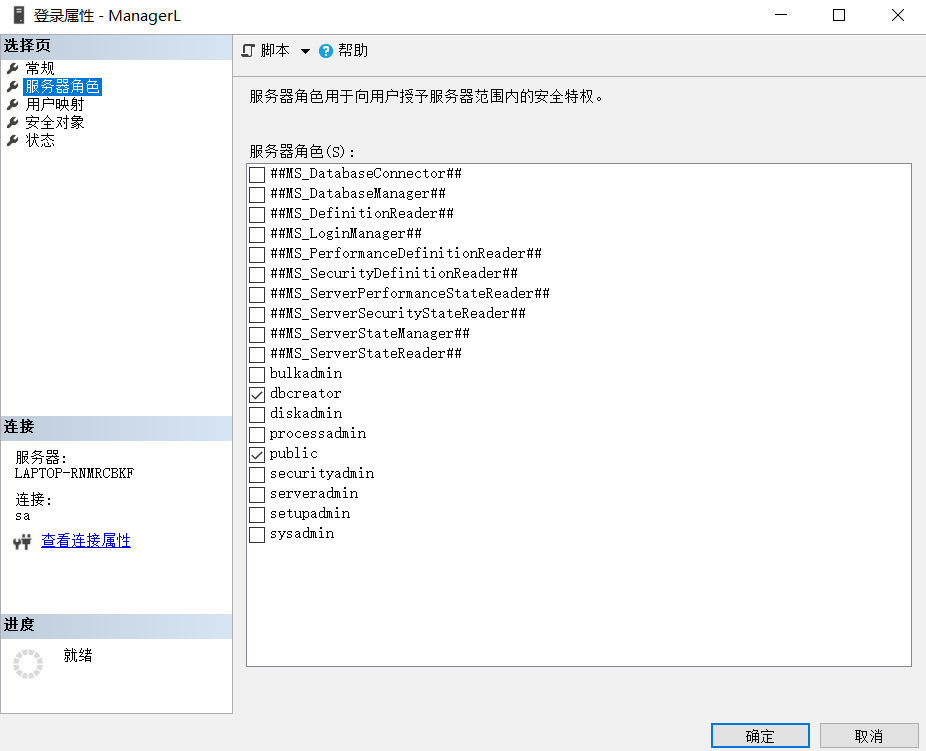 登录属性 - ManagerL
选择页
常规
服务器角色
用户映射
安全对象
状态
连接
服务器:
LAPTOP-RNMRCBKF
连接:
sa
查看连接属性
进度
就绪
脚本
帮助
服务器角色用于向用户授予服务器范围内的安全特权。
服务器角色(S):
##MS_DatabaseConnector##
##MS_DatabaseManager##
##MS_DefinitionReader##
##MS_LoginManager##
##MS_PerformanceDefinitionReader##
##MS_SecurityDefinitionReader##
##MS_ServerPerformanceStateReader##
##MS_ServerSecurityStateReader##
##MS_ServerStateManager##
##MS_ServerStateReader##
bulkadmin
dbcreator
diskadmin
processadmin
public
securityadmin
serveradmin
setupadmin
sysadmin
确定
取消